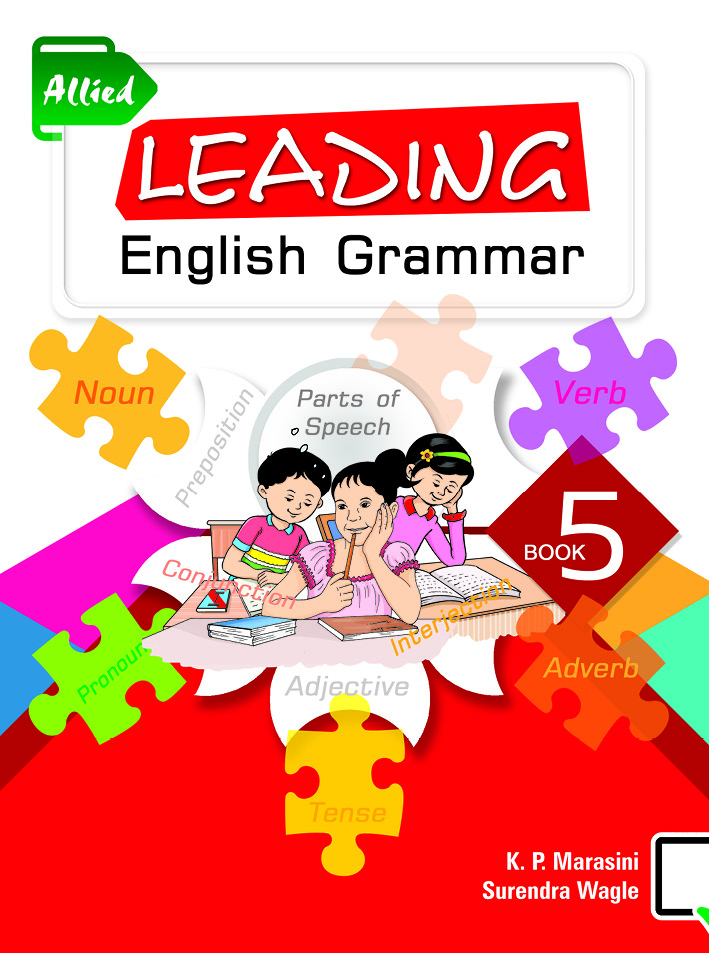 Allied
LEADING
English Grammar
Noun
Verb
Preposition
Parts of
Speech
BOOK 5
Conjunction
Interjection
Pronoun
Adjective
Adverb
Tense
K. P. Marasini
Surendra Wagle